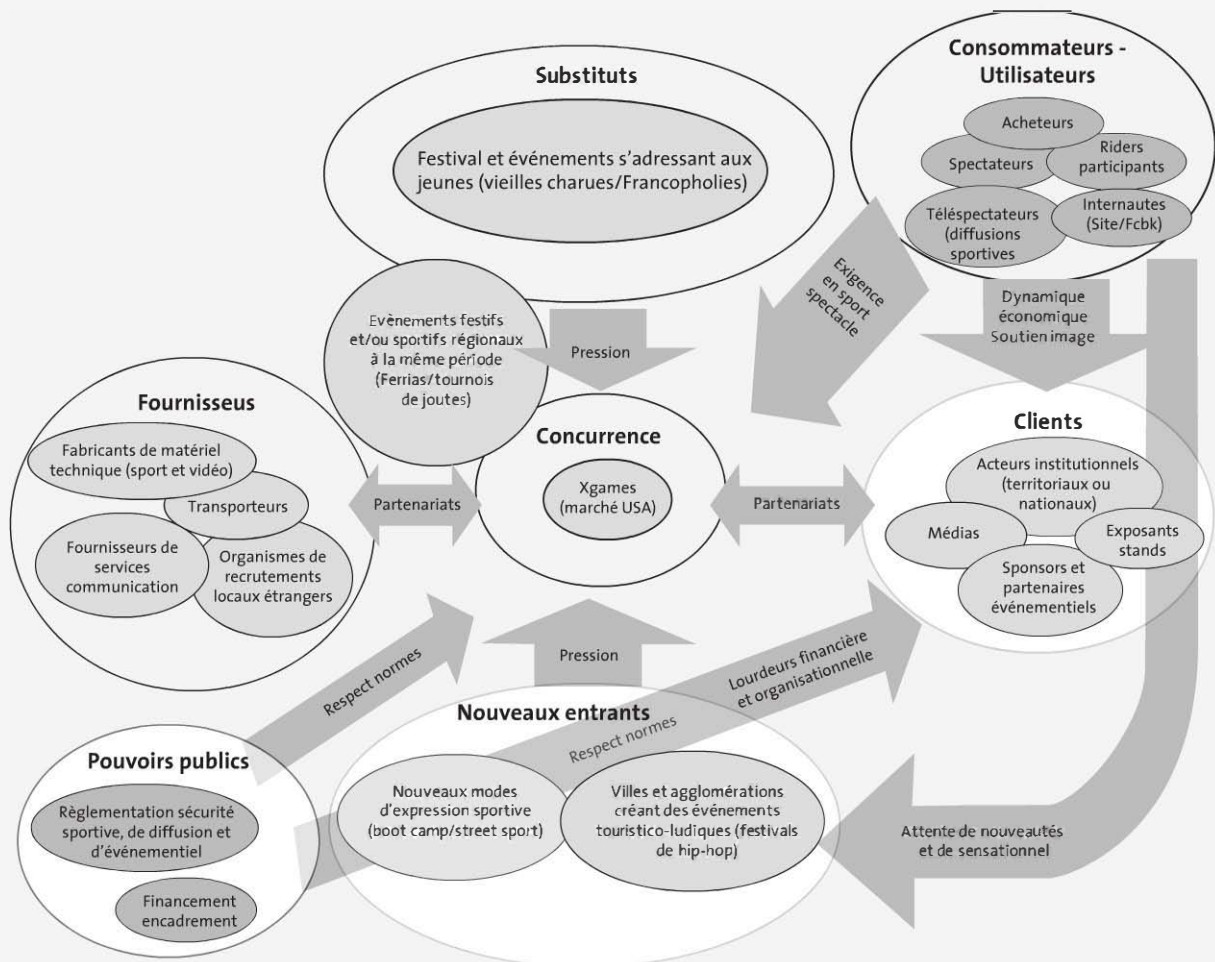 Substituts
Festival et événements s’adressant aux
jeunes (vieilles charues/Francopholies)
Consommateurs -
Utilisateurs
Acheteurs
Spectateurs
Riders
participants
Téléspectateurs
(diffusions
sportives
Internautes
(Site/Fcbk)
Evènements festifs
et/ou sportifs régionaux
à la même période
(Ferrias/tournois
de joutes)
Pression
Exigence
en sport
spectacle
Dynamique
économique
Soutien image
Fournisseus
Fabricants de matériel
technique (sport et vidéo)
Transporteurs
Fournisseurs de
services
communication
Organismes de
recrutements
locaux étrangers
Partenariats
Concurrence
Xgames
(marché USA)
Partenariats
Clients
Acteurs institutionnels
(territoriaux ou
nationaux)
Médias
Exposants
stands
Sponsors et
partenaires
événementiels
Respect normes
Pression
Lourdeurs financière
et organisationnelle
Respect normes
Pouvoirs publics
Règlementation sécurité
sportive, de diffusion et
d’événementiel
Financement
encadrement
Nouveaux entrants
Nouveaux modes
d’expression sportive
(boot camp/street sport)
Villes et agglomérations
créant des événements
touristico-ludiques (festivals
de hip-hop)
Attente de nouveautés
et de sensationnel